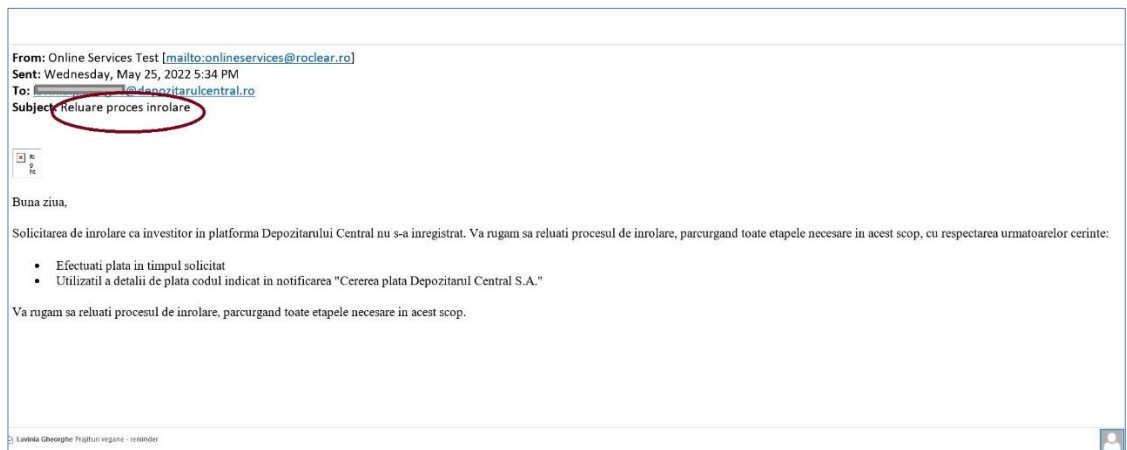 From: Online Services Test [mailto:onlineservices@roclear.ro]
Sent: Wednesday, May 25, 2022 5:34 PM
To: @depozitarulcentral.ro
Subject: Reluare proces inrolare
Ri
g
ht
Buna ziua,
Solicitarea de inrolare ca investitor in platforma Depozitarului Central nu s-a inregistrat. Va rugam sa reluati procesul de inrolare, parcurgand toate etapele necesare in acest scop, cu respectarea urmatoarelor cerinte:
• Efectuati plata in timpul solicitat
• Utilizatil a detalii de plata codul indicat in notificarea "Cererea plata Depozitarul Central S.A."
Va rugam sa reluati procesul de inrolare, parcurgand toate etapele necesare in acest scop.
Lavinia Gheorghe Prajituri vegane - reminder